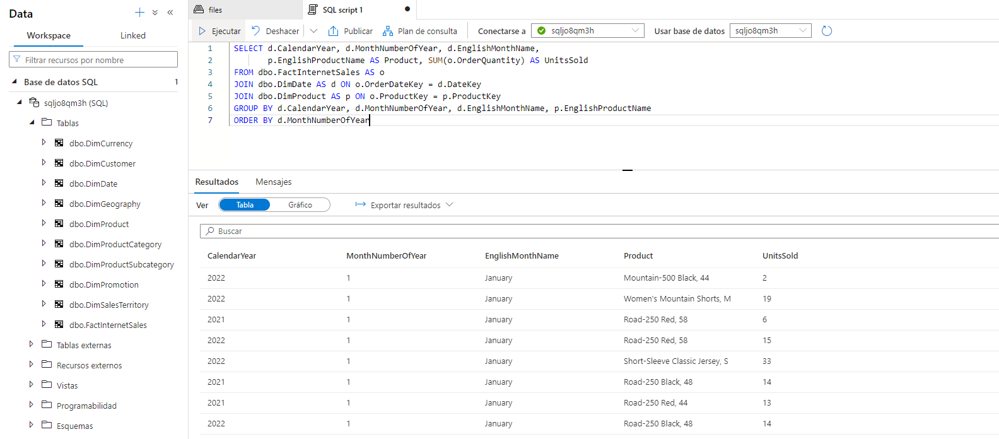 Data
Workspace
Linked
Filtrar recursos por nombre
Base de datos SQL
1
sqljo8qm3h (SQL)
Tablas
dbo.DimCurrency
dbo.DimCustomer
dbo.DimDate
dbo.DimGeography
dbo.DimProduct
dbo.DimProductCategory
dbo.DimProductSubcategory
dbo.DimPromotion
dbo.DimSalesTerritory
dbo.FactInternetSales
Tablas externas
Recursos externos
Vistas
Programabilidad
Esquemas
files
SQL script 1
Ejecutar
Deshacer
Publicar
Plan de consulta
Conectarse a
sqljo8qm3h
Usar base de datos
sqljo8qm3h
1 SELECT d.CalendarYear, d.MonthNumberOfYear, d.EnglishMonthName,
2 p.EnglishProductName AS Product, SUM(o.OrderQuantity) AS UnitsSold
3 FROM dbo.FactInternetSales AS o
4 JOIN dbo.DimDate AS d ON o.OrderDateKey = d.DateKey
5 JOIN dbo.DimProduct AS p ON o.ProductKey = p.ProductKey
6 GROUP BY d.CalendarYear, d.MonthNumberOfYear, d.EnglishMonthName, p.EnglishProductName
7 ORDER BY d.MonthNumberOfYear
Resultados
Mensajes
Ver
Tabla
Gráfico
Exportar resultados
Buscar
CalendarYear MonthNumberOfYear EnglishMonthName Product UnitsSold
2022 1 January Mountain-500 Black, 44 2
2022 1 January Women's Mountain Shorts, M 19
2021 1 January Road-250 Red, 58 6
2022 1 January Road-250 Red, 58 15
2022 1 January Short-Sleeve Classic Jersey, S 33
2021 1 January Road-250 Black, 48 14
2021 1 January Road-250 Red, 44 13
2022 1 January Road-250 Black, 48 14